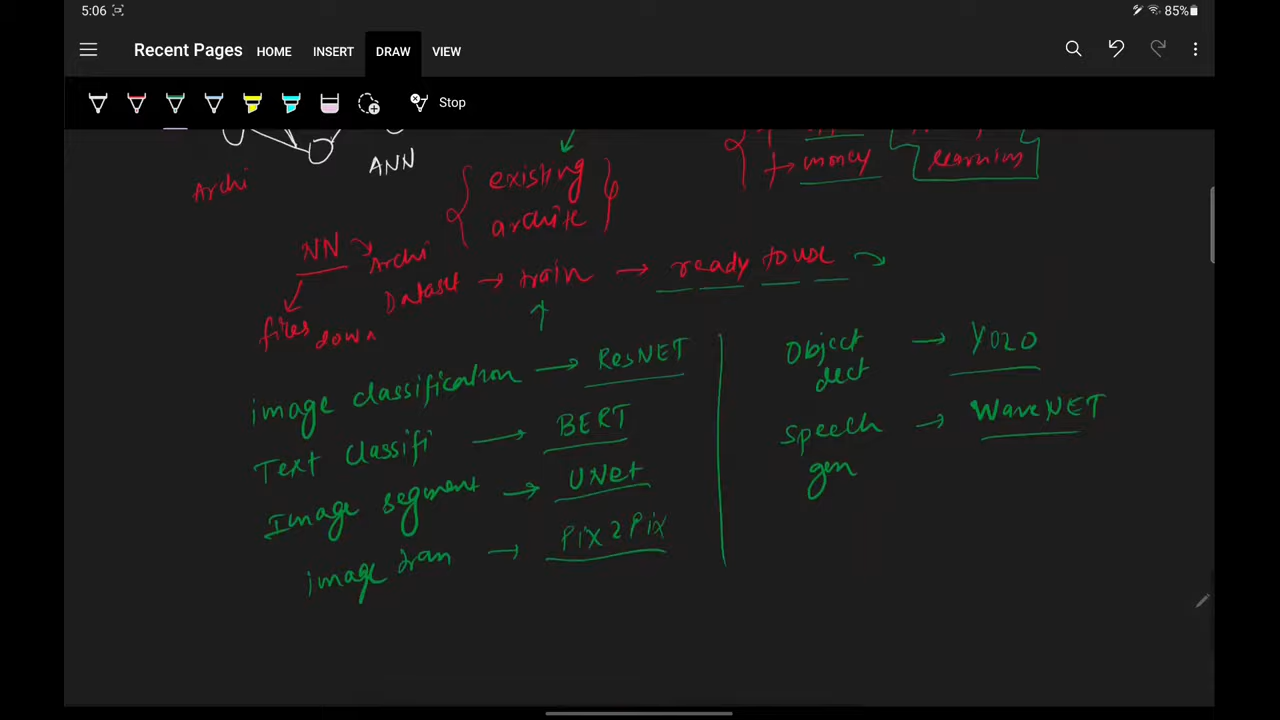 5:06
85%
Recent Pages HOME INSERT DRAW VIEW
Stop
ANN
Archi
existing
archite
money
learning
NN
Archi
Dataset → train → ready to use
fires down
image classification → ResNET
Text classifi → BERT
Image segment → UNet
image tran → Pix2Pix
Object → YOLO
dect
Speech → WaveNET
gen